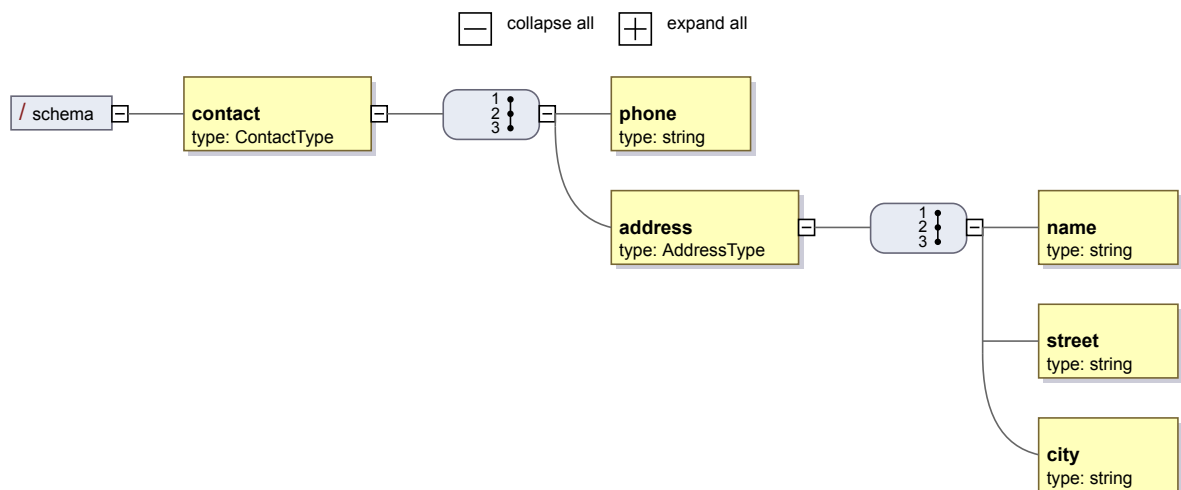 collapse all
expand all
/ schema
contact
type: ContactType
1
2
3
phone
type: string
address
type: AddressType
1
2
3
name
type: string
street
type: string
city
type: string